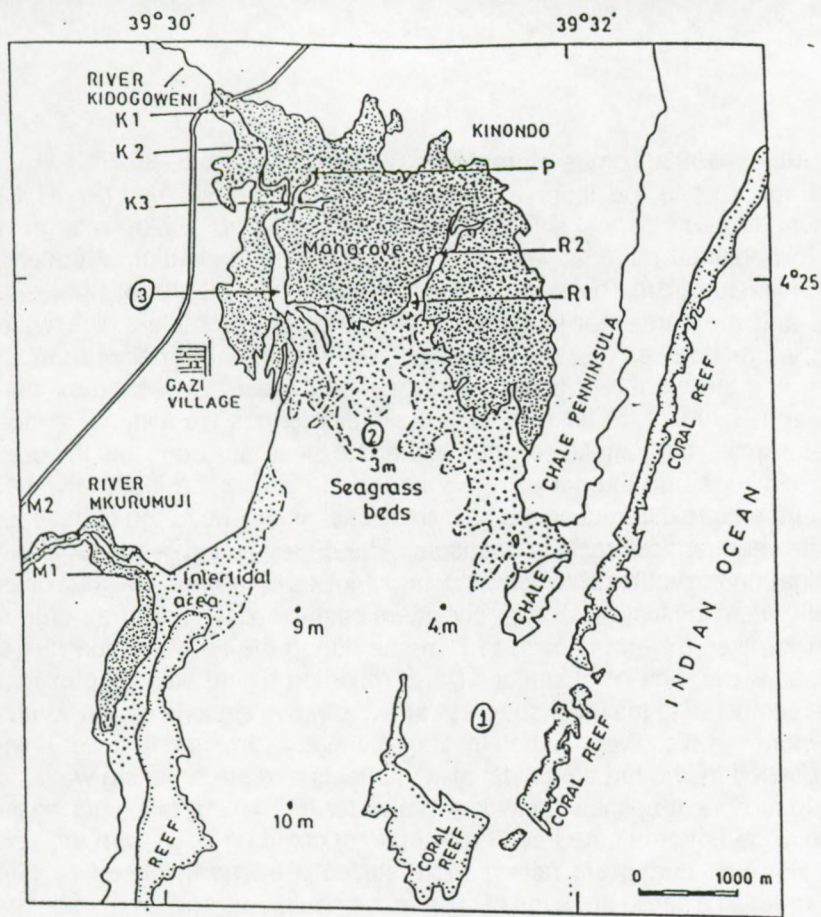 39° 30'
39° 32'
RIVER
KIDOGOWENI
K1
K2
KINONDO
P
K3
Mangrove
R2
3
R1
4°25
GAZI
VILLAGE
CHALE PENNINSULA
CORAL REEF
2
3m
Seagrass
beds
RIVER
MKURUMUJI
M2
M1
Intertidal
area
CHALE
INDIAN OCEAN
9 m
4m
1
CORAL REEF
10 m
REEF
CORAL
REEF
0 1000 m